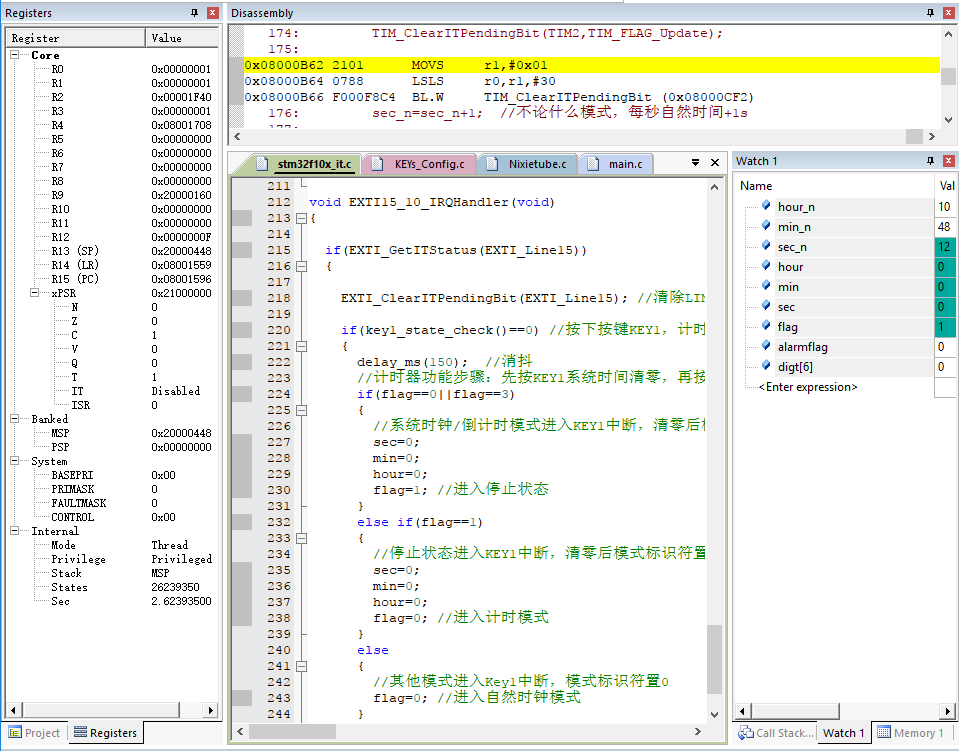 Registers
Register Value
Core
R0 0x00000001
R1 0x00000001
R2 0x00001F40
R3 0x00000001
R4 0x08001708
R5 0x00000000
R6 0x00000000
R7 0x00000000
R8 0x00000000
R9 0x20000160
R10 0x00000000
R11 0x00000000
R12 0x0000000F
R13 (SP) 0x20000448
R14 (LR) 0x08001559
R15 (PC) 0x08001596
xPSR 0x21000000
N 0
Z 0
C 1
V 0
Q 0
T 1
IT Disabled
ISR 0
Banked
MSP 0x20000448
PSP 0x00000000
System
BASEPRI 0x00
PRIMASK 0
FAULTMASK 0
CONTROL 0x00
Internal
Mode Thread
Privilege Privileged
Stack MSP
States 26239350
Sec 2.62393500
Project Registers
Disassembly
174: TIM_ClearITPendingBit(TIM2,TIM_FLAG_Update);
175:
0x08000B62 2101 MOVS r1,#0x01
0x08000B64 0788 LSLS r0,r1,#30
0x08000B66 F000F8C4 BL.W TIM_ClearITPendingBit (0x08000CF2)
176: sec_n=sec_n+1; //不论什么模式，每秒自然时间+1s
177:
stm32f10x_it.c KEYs_Config.c Nixietube.c main.c
211
212 void EXTI15_10_IRQHandler(void)
213 {
214
215 if(EXTI_GetITStatus(EXTI_Line15))
216 {
217
218 EXTI_ClearITPendingBit(EXTI_Line15); //清除LIN
219
220 if(key1_state_check()==0) //按下按键KEY1，计时
221 {
222 delay_ms(150); //消抖
223 //计时器功能步骤：先按KEY1系统时间清零，再按
224 if(flag==0||flag==3)
225 {
226 //系统时钟/倒计时模式进入KEY1中断，清零后
227 sec=0;
228 min=0;
229 hour=0;
230 flag=1; //进入停止状态
231 }
232 else if(flag==1)
233 {
234 //停止状态进入KEY1中断，清零后模式标识符置
235 sec=0;
236 min=0;
237 hour=0;
238 flag=0; //进入计时模式
239 }
240 else
241 {
242 //其他模式进入Key1中断，模式标识符置0
243 flag=0; //进入自然时钟模式
244 }
Watch 1
Name Val
hour_n 10
min_n 48
sec_n 12
hour 0
min 0
sec 0
flag 1
alarmflag 0
digt[6] 0
<Enter expression>
Call Stack... Watch 1 Memory 1